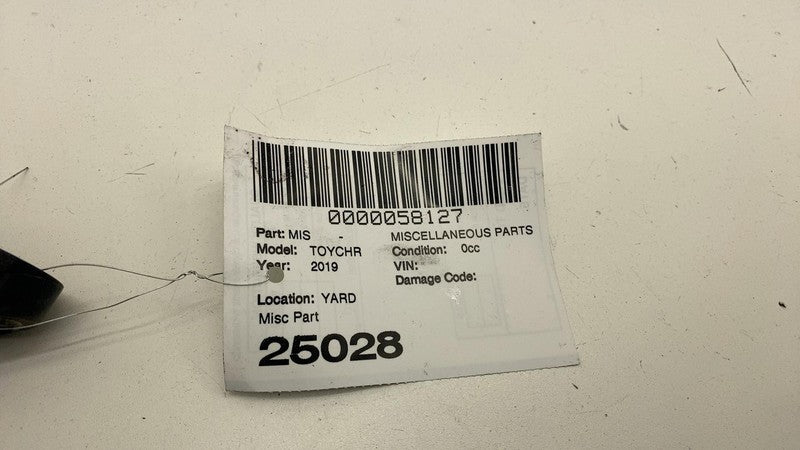 0000058127
Part: MIS - MISCELLANEOUS PARTS
Model: TOYCHR Condition: 0cc
Year: 2019 VIN:
Damage Code:
Location: YARD
Misc Part
25028